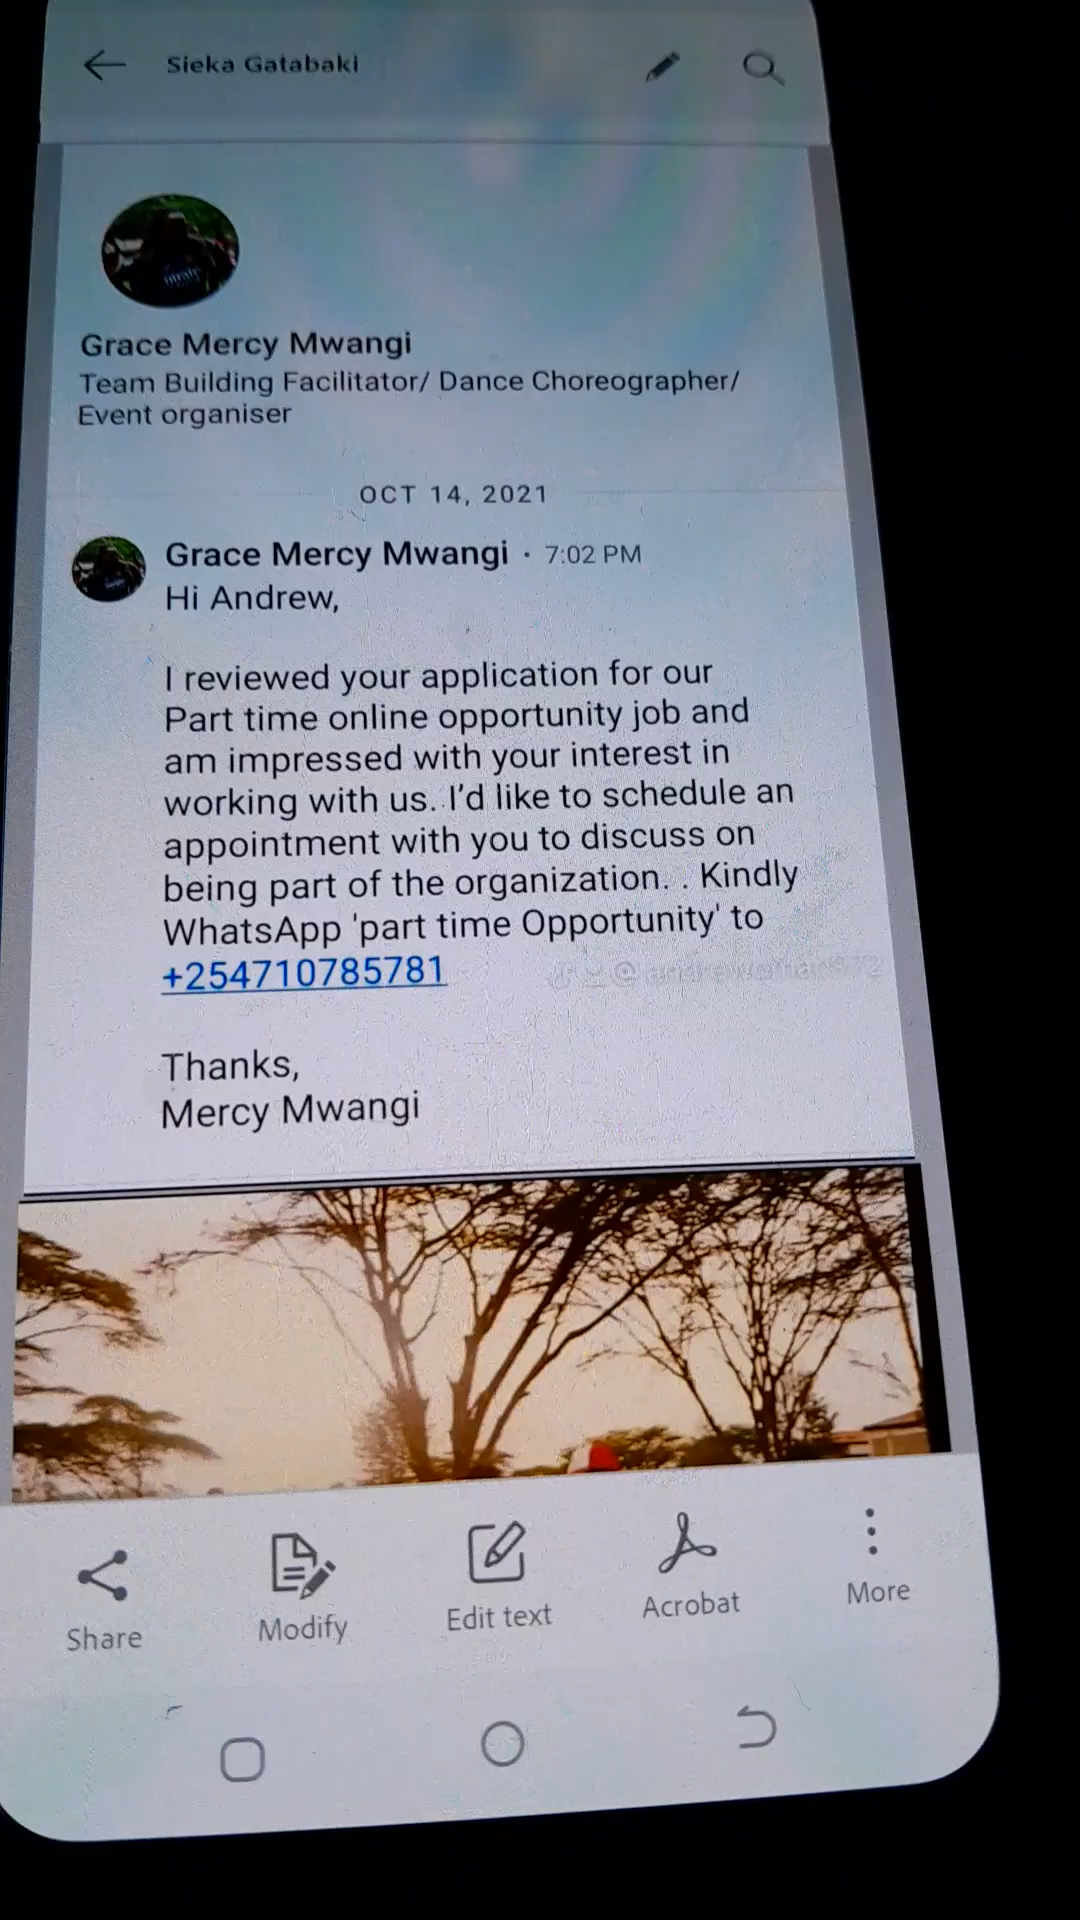 Sieka Gatabaki
Grace Mercy Mwangi
Team Building Facilitator/ Dance Choreographer/
Event organiser
OCT 14, 2021
Grace Mercy Mwangi · 7:02 PM
Hi Andrew,
I reviewed your application for our
Part time online opportunity job and
am impressed with your interest in
working with us. I'd like to schedule an
appointment with you to discuss on
being part of the organization. . Kindly
WhatsApp 'part time Opportunity' to
+254710785781
Thanks,
Mercy Mwangi
Share
Modify
Edit text
Acrobat
More